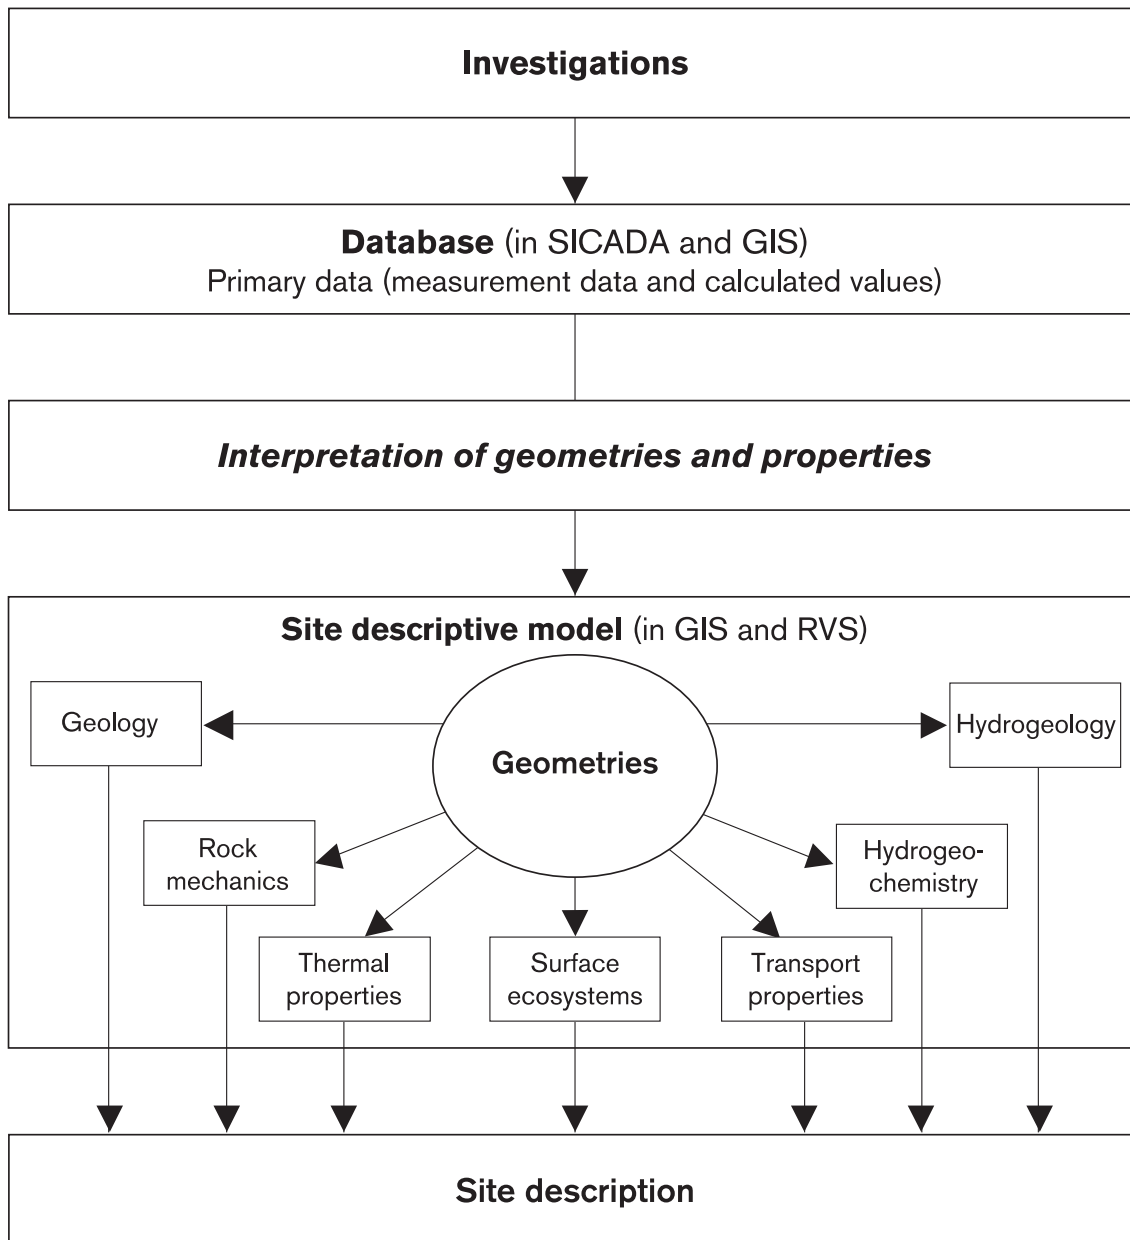 Investigations
Database (in SICADA and GIS)
Primary data (measurement data and calculated values)
Interpretation of geometries and properties
Site descriptive model (in GIS and RVS)
Geology
Geometries
Hydrogeology
Rock
mechanics
Hydrogeo-
chemistry
Thermal
properties
Surface
ecosystems
Transport
properties
Site description